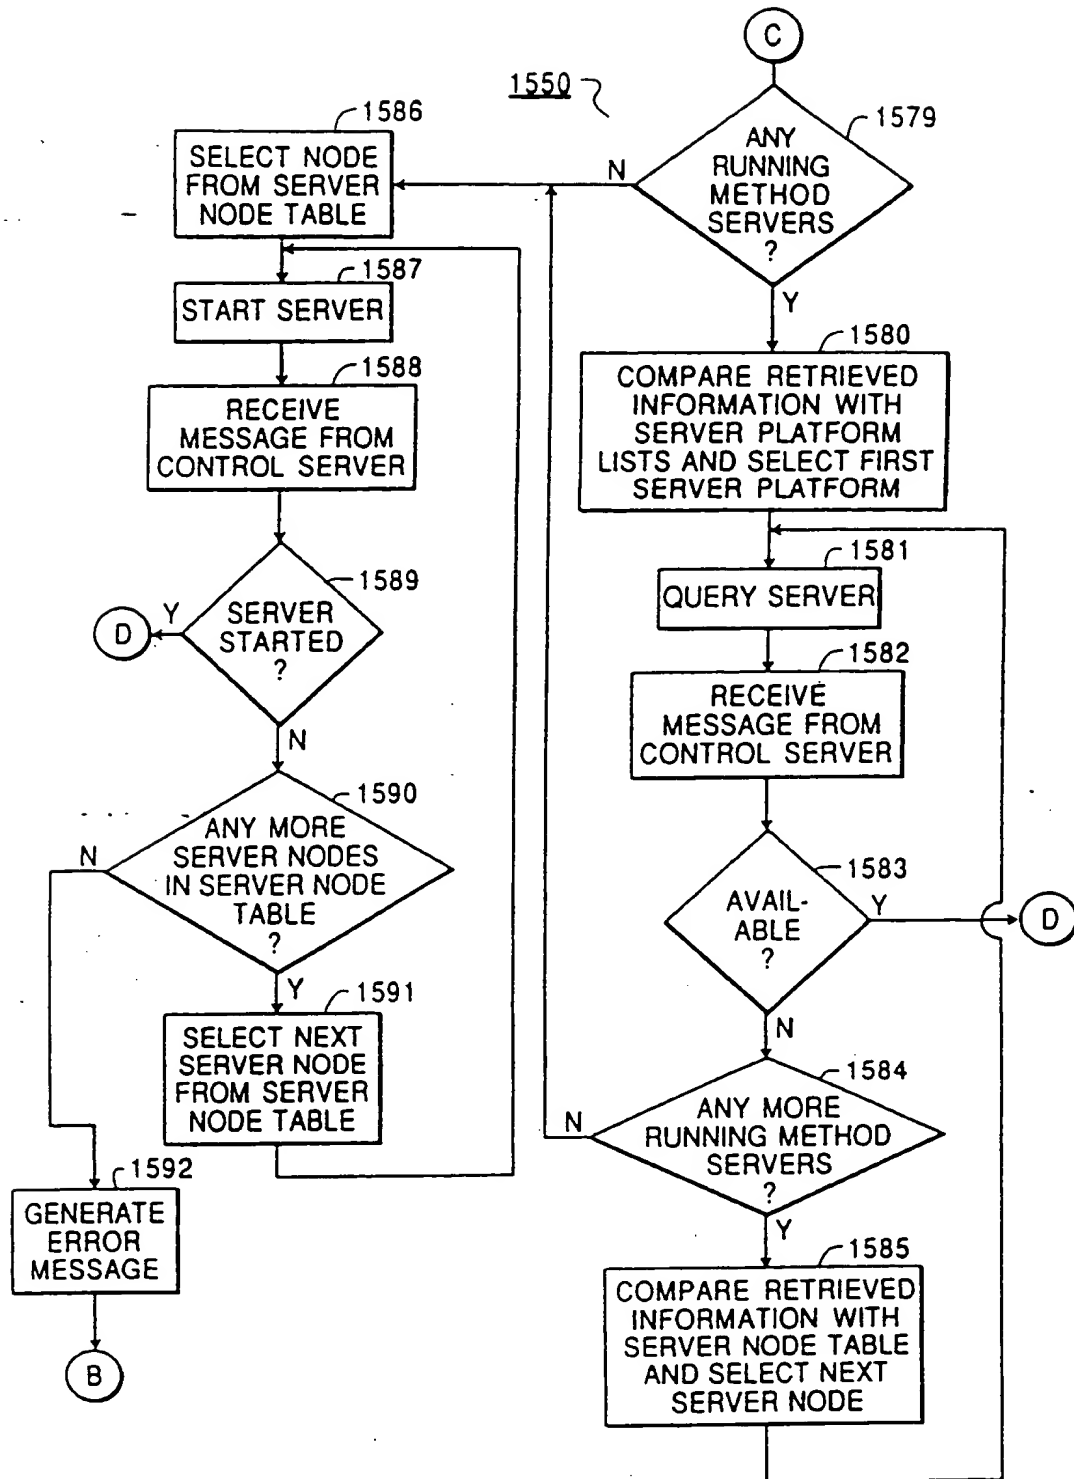 C
1550
1579
ANY
RUNNING
METHOD
SERVERS
?
N
Y
1586
SELECT NODE
FROM SERVER
NODE TABLE
1587
START SERVER
1588
RECEIVE
MESSAGE FROM
CONTROL SERVER
1589
SERVER
STARTED
?
Y
D
N
1590
ANY MORE
SERVER NODES
IN SERVER NODE
TABLE
?
N
Y
1591
SELECT NEXT
SERVER NODE
FROM SERVER
NODE TABLE
1592
GENERATE
ERROR
MESSAGE
B
1580
COMPARE RETRIEVED
INFORMATION WITH
SERVER PLATFORM
LISTS AND SELECT FIRST
SERVER PLATFORM
1581
QUERY SERVER
1582
RECEIVE
MESSAGE FROM
CONTROL SERVER
1583
AVAIL-
ABLE
?
Y
D
N
1584
ANY MORE
RUNNING METHOD
SERVERS
?
N
Y
1585
COMPARE RETRIEVED
INFORMATION WITH
SERVER NODE TABLE
AND SELECT NEXT
SERVER NODE